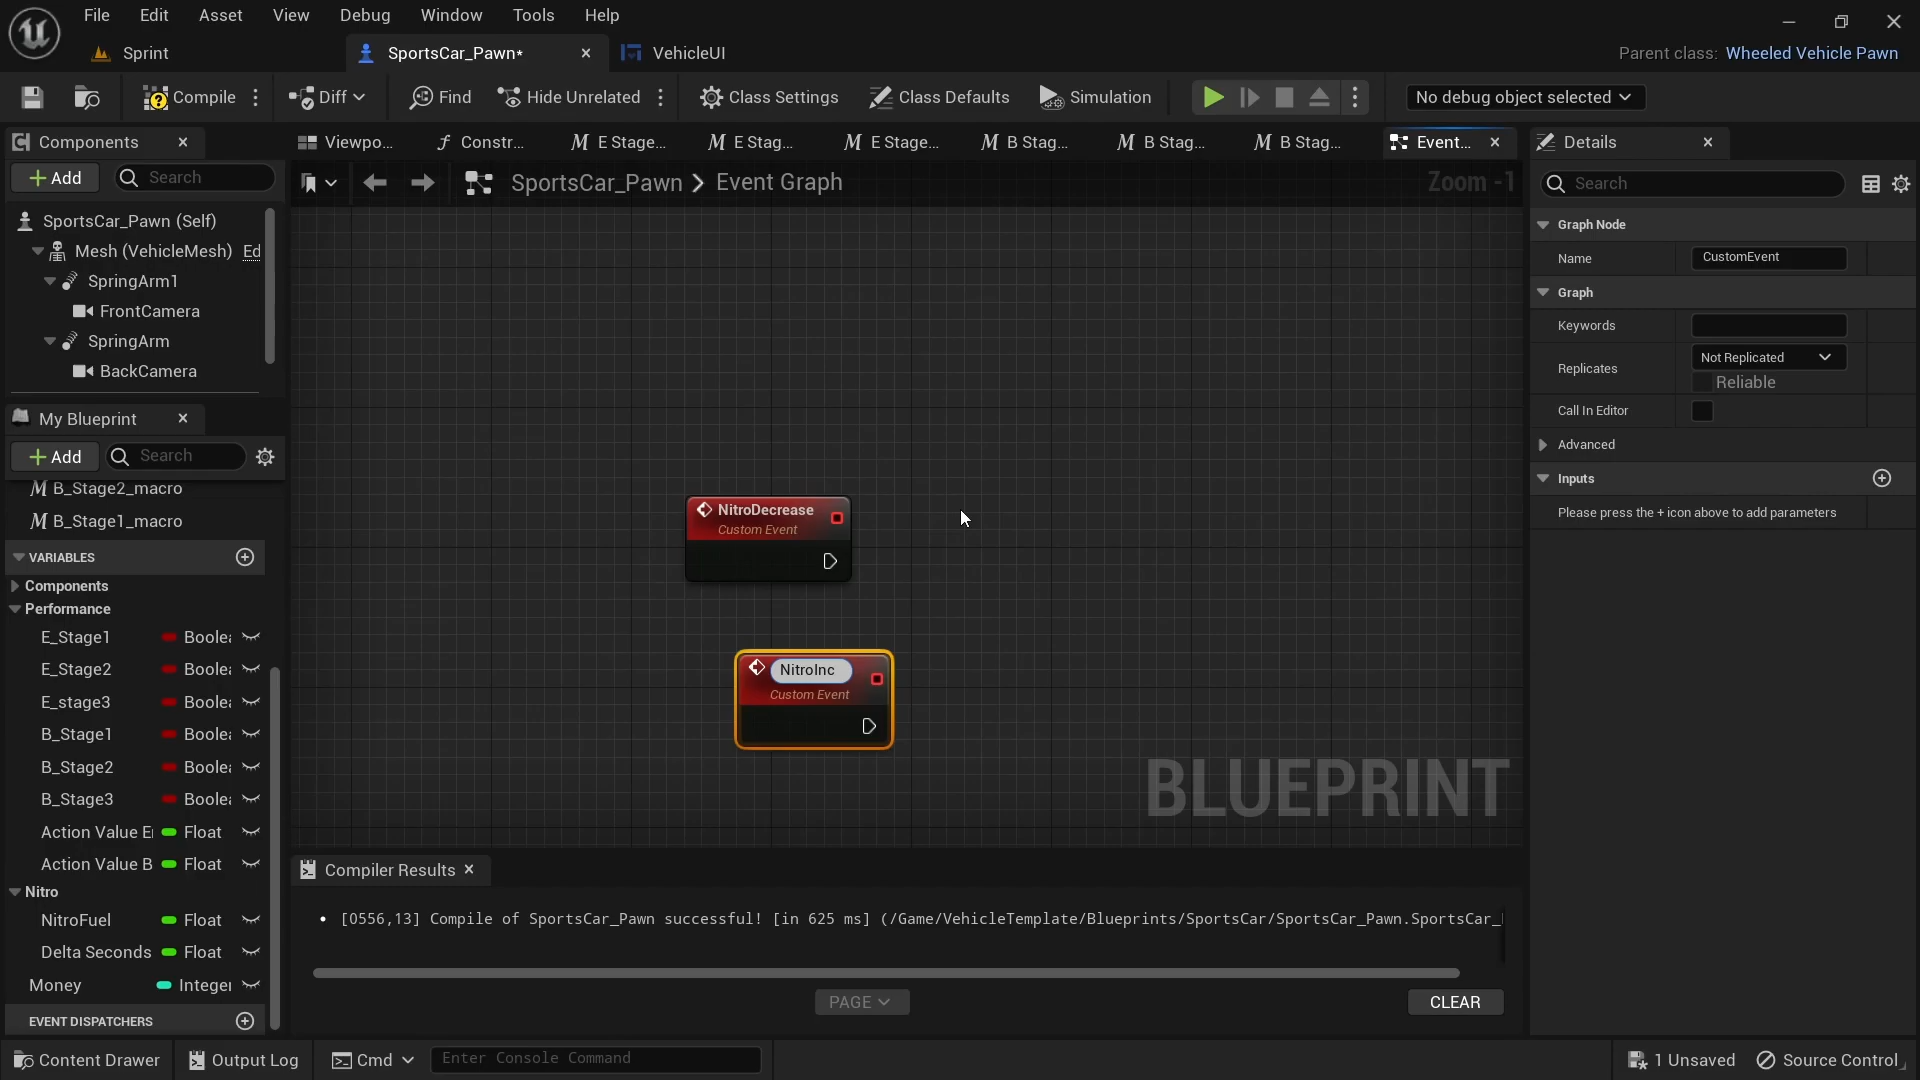 File Edit Asset View Debug Window Tools Help
Sprint SportsCar_Pawn* VehicleUI Parent class: Wheeled Vehicle Pawn
Compile Diff Find Hide Unrelated Class Settings Class Defaults Simulation No debug object selected
Components Viewpo... Constr... E Stage... E Stag... E Stage... B Stag... B Stag... B Stag... Event... Details
Add Search SportsCar_Pawn Event Graph Zoom -1 Search
SportsCar_Pawn (Self)
Mesh (VehicleMesh) Ed
SpringArm1
FrontCamera
SpringArm
BackCamera
My Blueprint
Add Search
B_Stage2_macro
B_Stage1_macro
VARIABLES
Components
Performance
E_Stage1 Boolea
E_Stage2 Boolea
E_stage3 Boolea
B_Stage1 Boolea
B_Stage2 Boolea
B_Stage3 Boolea
Action Value E Float
Action Value B Float
Nitro
NitroFuel Float
Delta Seconds Float
Money Integer
EVENT DISPATCHERS
NitroDecrease
Custom Event
NitroInc
Custom Event
BLUEPRINT
Graph Node
Name CustomEvent
Graph
Keywords
Replicates Not Replicated
Reliable
Call In Editor
Advanced
Inputs
Please press the + icon above to add parameters
Compiler Results
• [0556,13] Compile of SportsCar_Pawn successful! [in 625 ms] (/Game/VehicleTemplate/Blueprints/SportsCar/SportsCar_Pawn.SportsCar_
PAGE CLEAR
Content Drawer Output Log Cmd Enter Console Command 1 Unsaved Source Control